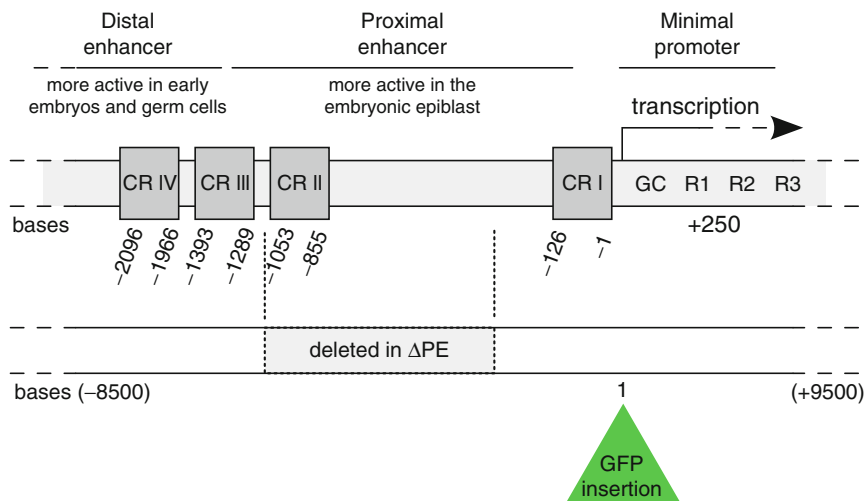 Distal
enhancer
Proximal
enhancer
Minimal
promoter
more active in early
embryos and germ cells
more active in the
embryonic epiblast
transcription
CR IV
CR III
CR II
CR I
GC
R1
R2
R3
bases
+250
−2096
−1966
−1393
−1289
−1053
−855
−126
−1
deleted in ΔPE
bases (−8500)
1
(+9500)
GFP
insertion